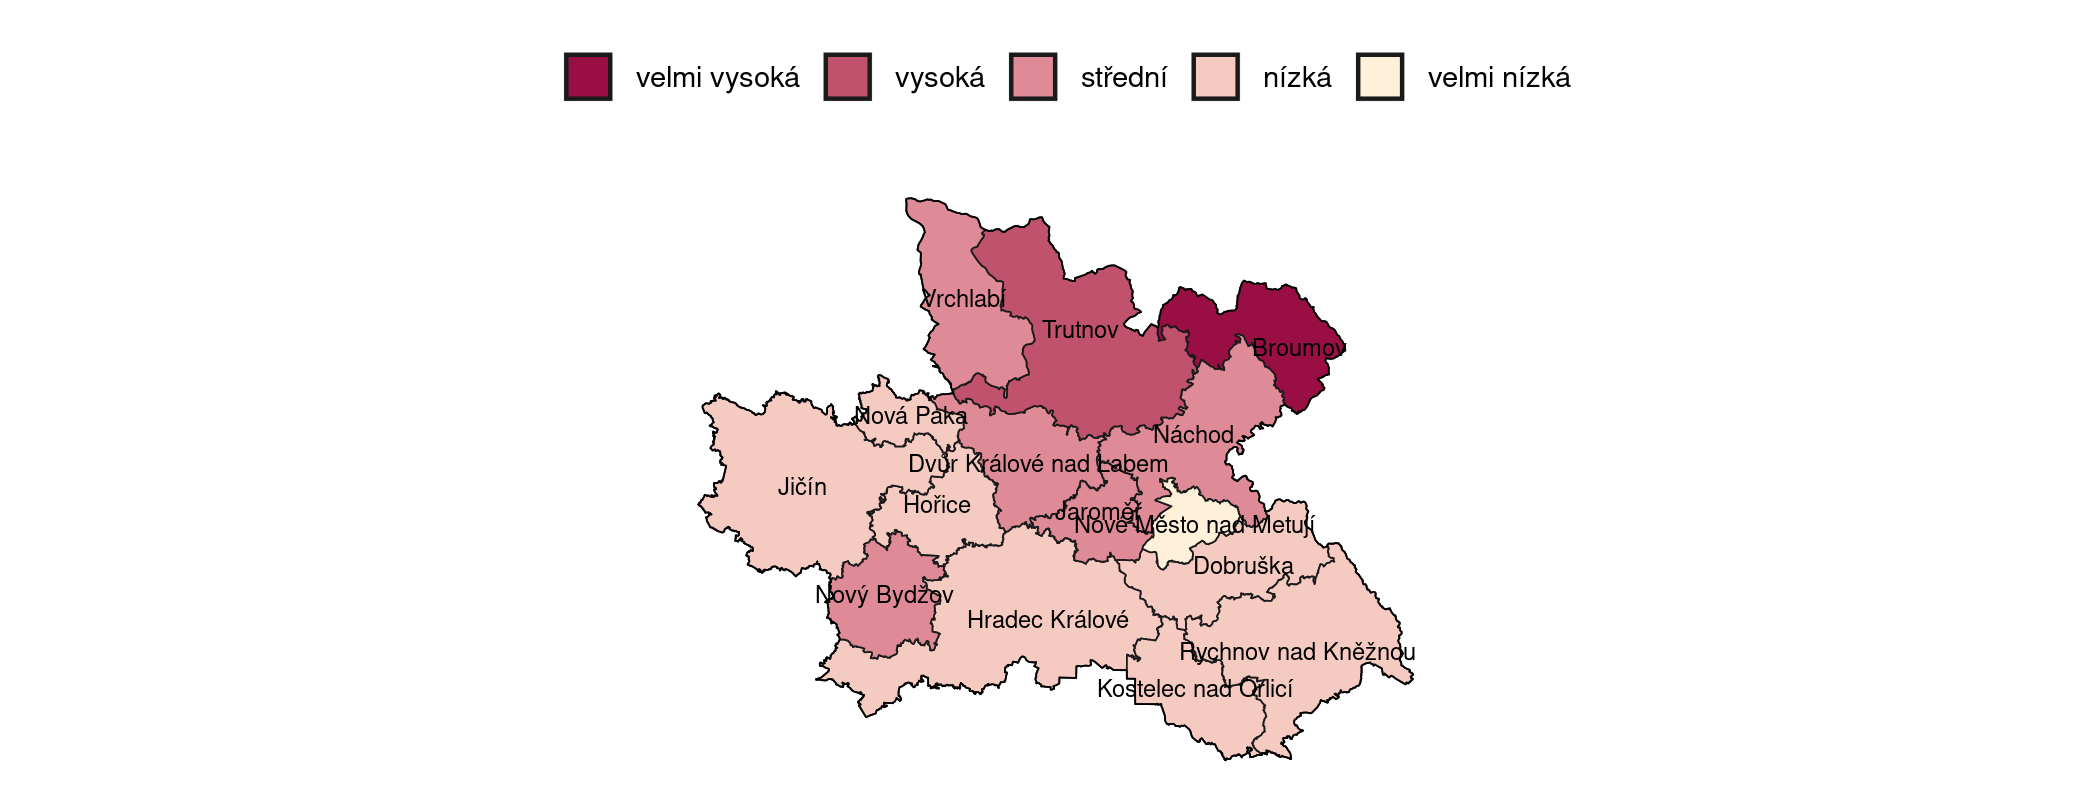 velmi vysoká vysoká střední nízká velmi nízká
Vrchlabí
Trutnov
Broumov
Nová Paka
Náchod
Dvůr Králové nad Labem
Jičín
Hořice
Jaroměř
Nové Město nad Metují
Dobruška
Nový Bydžov
Hradec Králové
Rychnov nad Kněžnou
Kostelec nad Orlicí